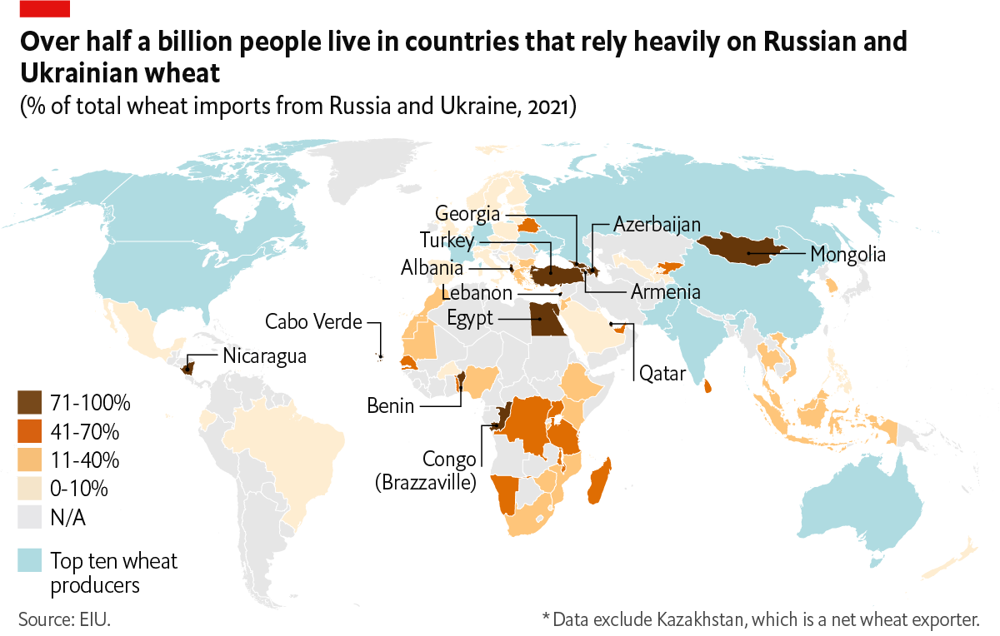 Over half a billion people live in countries that rely heavily on Russian and
Ukrainian wheat
(% of total wheat imports from Russia and Ukraine, 2021)
Georgia
Azerbaijan
Turkey
Mongolia
Albania
Lebanon
Armenia
Egypt
Cabo Verde
Nicaragua
Qatar
Benin
Congo
(Brazzaville)
71-100%
41-70%
11-40%
0-10%
N/A
Top ten wheat
producers
Source: EIU.
* Data exclude Kazakhstan, which is a net wheat exporter.